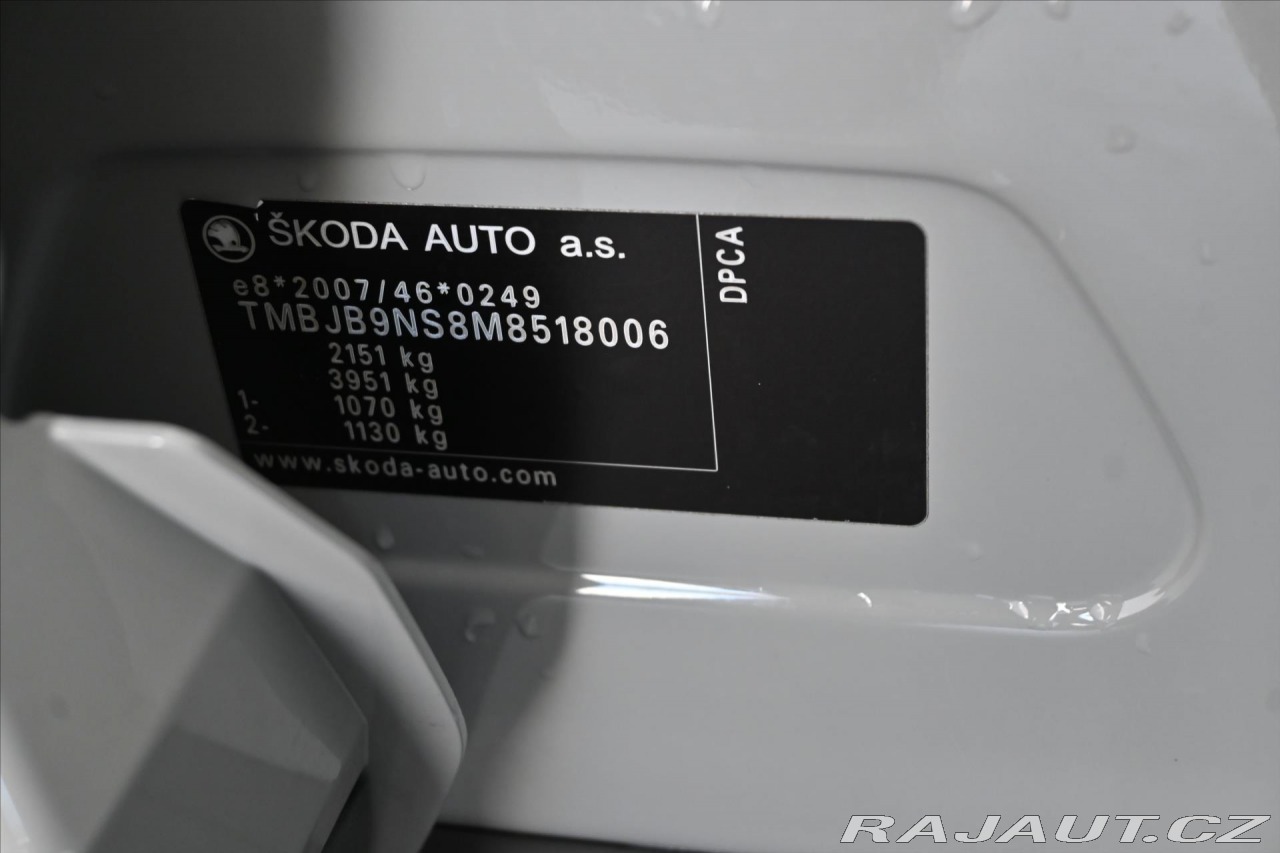 ŠKODA AUTO a.s.
e8*2007/46*0249
TMBJB9NS8M8518006
2151 kg
3951 kg
1- 1070 kg
2- 1130 kg
www.skoda-auto.com
DPCA
RAJAUT.CZ